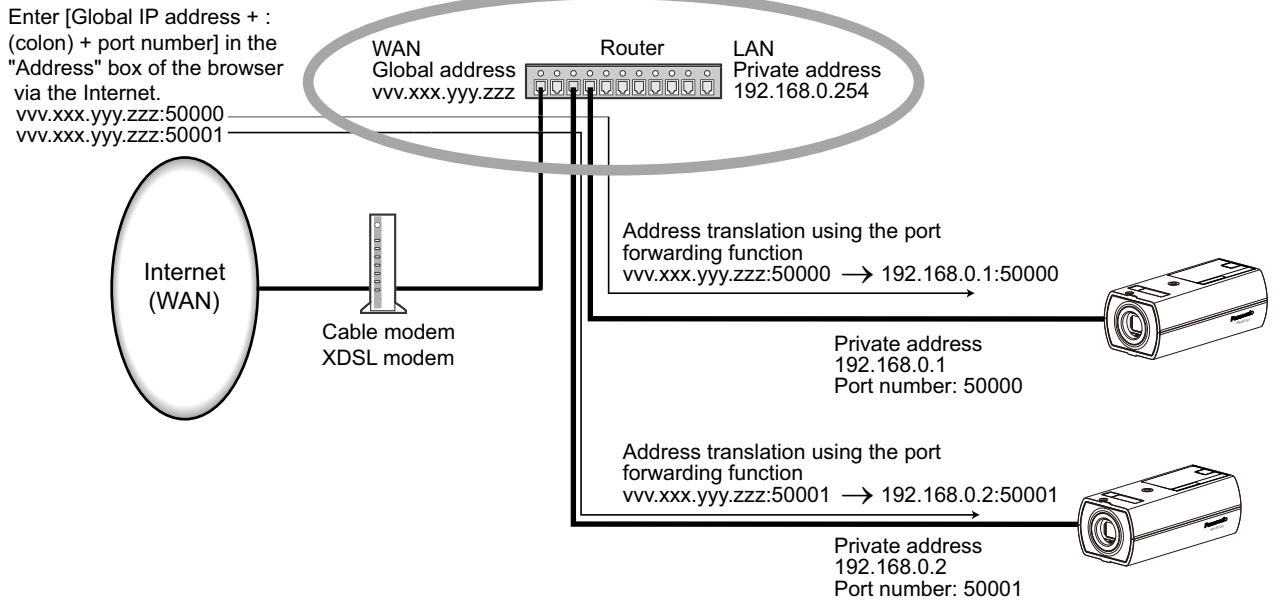 Enter [Global IP address + :
(colon) + port number] in the
"Address" box of the browser
via the Internet.
vvv.xxx.yyy.zzz:50000
vvv.xxx.yyy.zzz:50001
WAN
Global address
vvv.xxx.yyy.zzz
Router
LAN
Private address
192.168.0.254
Internet
(WAN)
Cable modem
XDSL modem
Address translation using the port
forwarding function
vvv.xxx.yyy.zzz:50000 → 192.168.0.1:50000
Panasonic
Private address
192.168.0.1
Port number: 50000
Address translation using the port
forwarding function
vvv.xxx.yyy.zzz:50001 → 192.168.0.2:50001
Panasonic
Private address
192.168.0.2
Port number: 50001